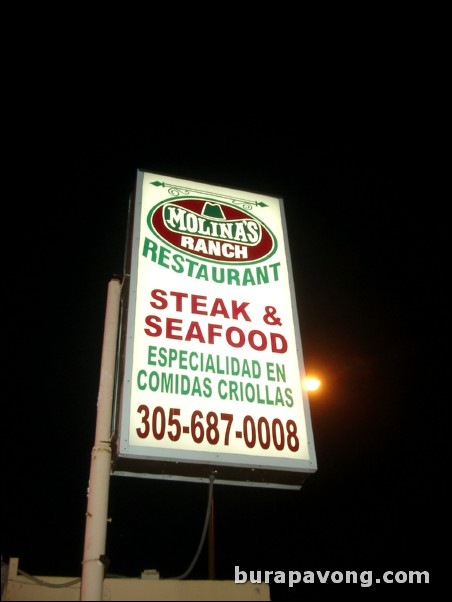 MOLINA'S
RANCH
RESTAURANT
STEAK &
SEAFOOD
ESPECIALIDAD EN
COMIDAS CRIOLLAS
305-687-0008
burapavong.com